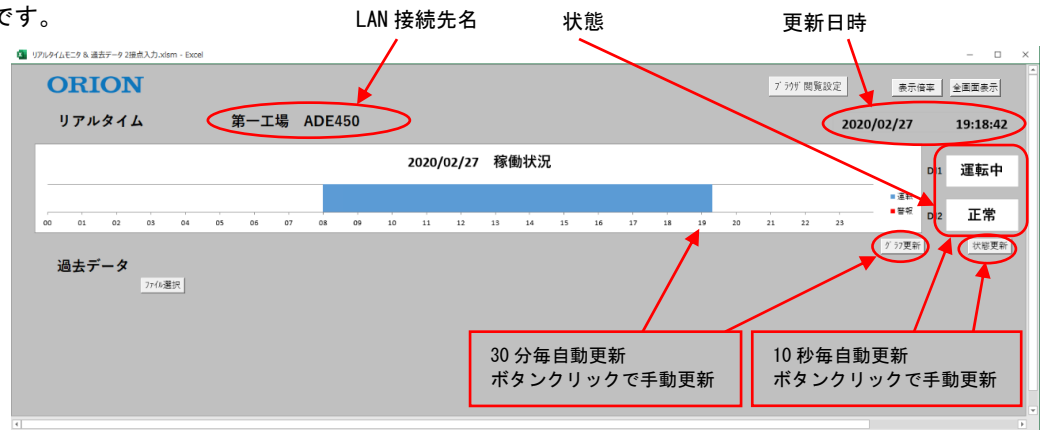 です。
LAN 接続先名 状態 更新日時
リアルタイムモニタ & 過去データ 2接点入力.xlsm - Excel
ORION
ブラウザ閲覧設定 表示倍率 全画面表示
リアルタイム 第一工場 ADE450 2020/02/27 19:18:42
2020/02/27 稼働状況
DI1 運転中
運転
警報 DI2 正常
00 01 02 03 04 05 06 07 08 09 10 11 12 13 14 15 16 17 18 19 20 21 22 23
グラフ更新 状態更新
過去データ
ファイル選択
30 分毎自動更新
ボタンクリックで手動更新
10 秒毎自動更新
ボタンクリックで手動更新